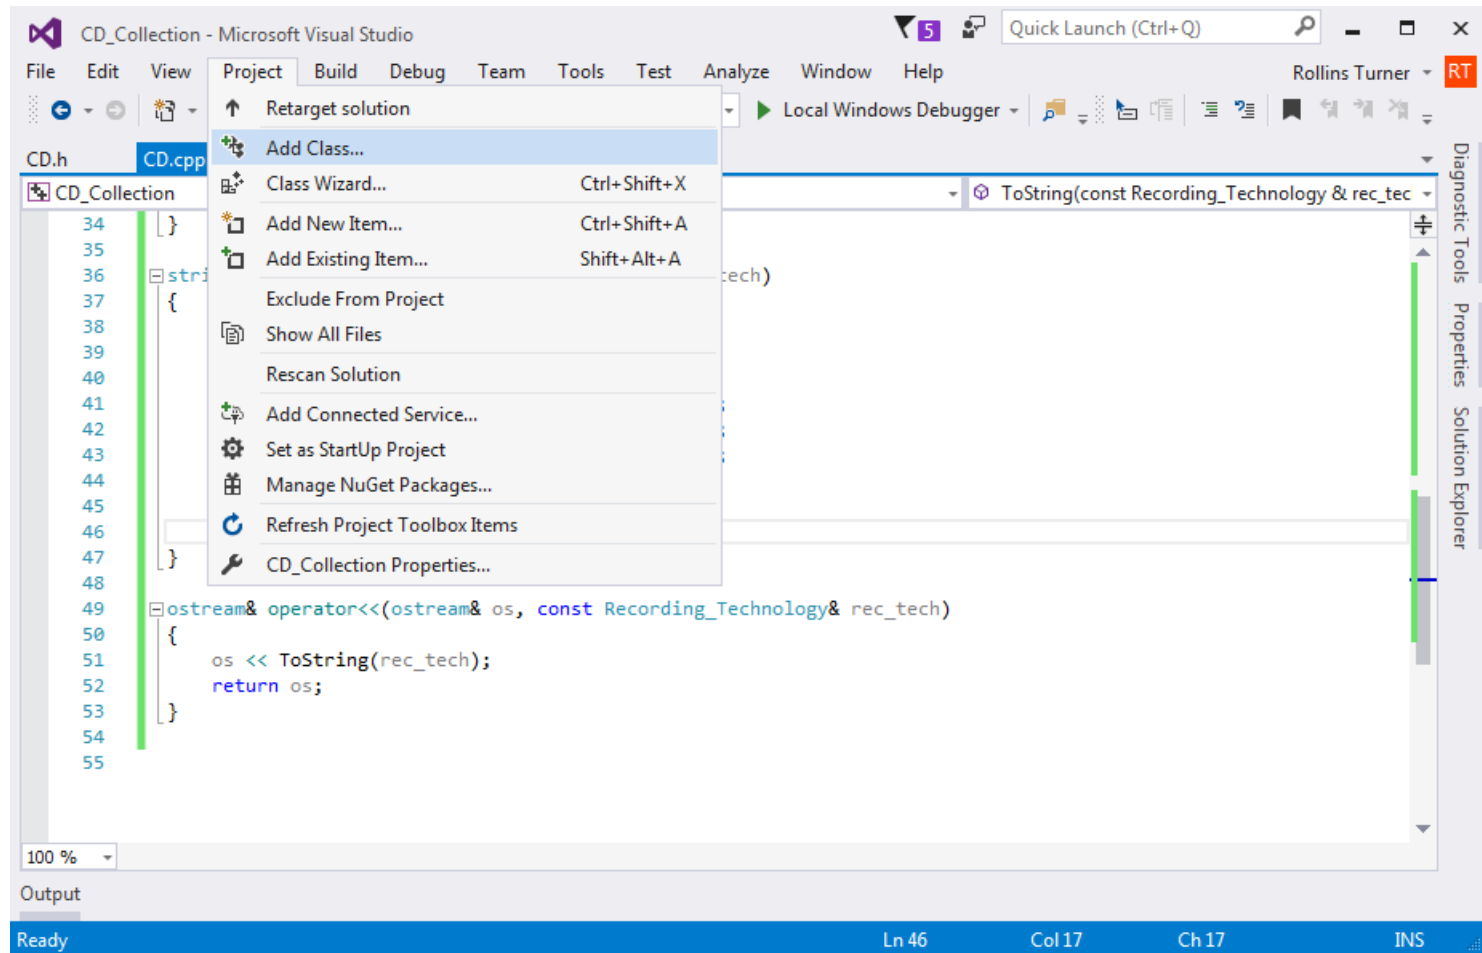 CD_Collection - Microsoft Visual Studio
5
Quick Launch (Ctrl+Q)
File Edit View Project Build Debug Team Tools Test Analyze Window Help
Rollins Turner RT
Local Windows Debugger
CD.h CD.cpp
CD_Collection
ToString(const Recording_Technology & rec_tec
Retarget solution
Add Class...
Class Wizard... Ctrl+Shift+X
Add New Item... Ctrl+Shift+A
Add Existing Item... Shift+Alt+A
Exclude From Project
Show All Files
Rescan Solution
Add Connected Service...
Set as StartUp Project
Manage NuGet Packages...
Refresh Project Toolbox Items
CD_Collection Properties...
34 }
35
36 stri ech)
37 {
38
39
40
41 ;
42 ;
43 ;
44
45
46
47 }
48
49 ostream& operator<<(ostream& os, const Recording_Technology& rec_tech)
50 {
51 os << ToString(rec_tech);
52 return os;
53 }
54
55
Diagnostic Tools
Properties
Solution Explorer
100 %
Output
Ready Ln 46 Col 17 Ch 17 INS